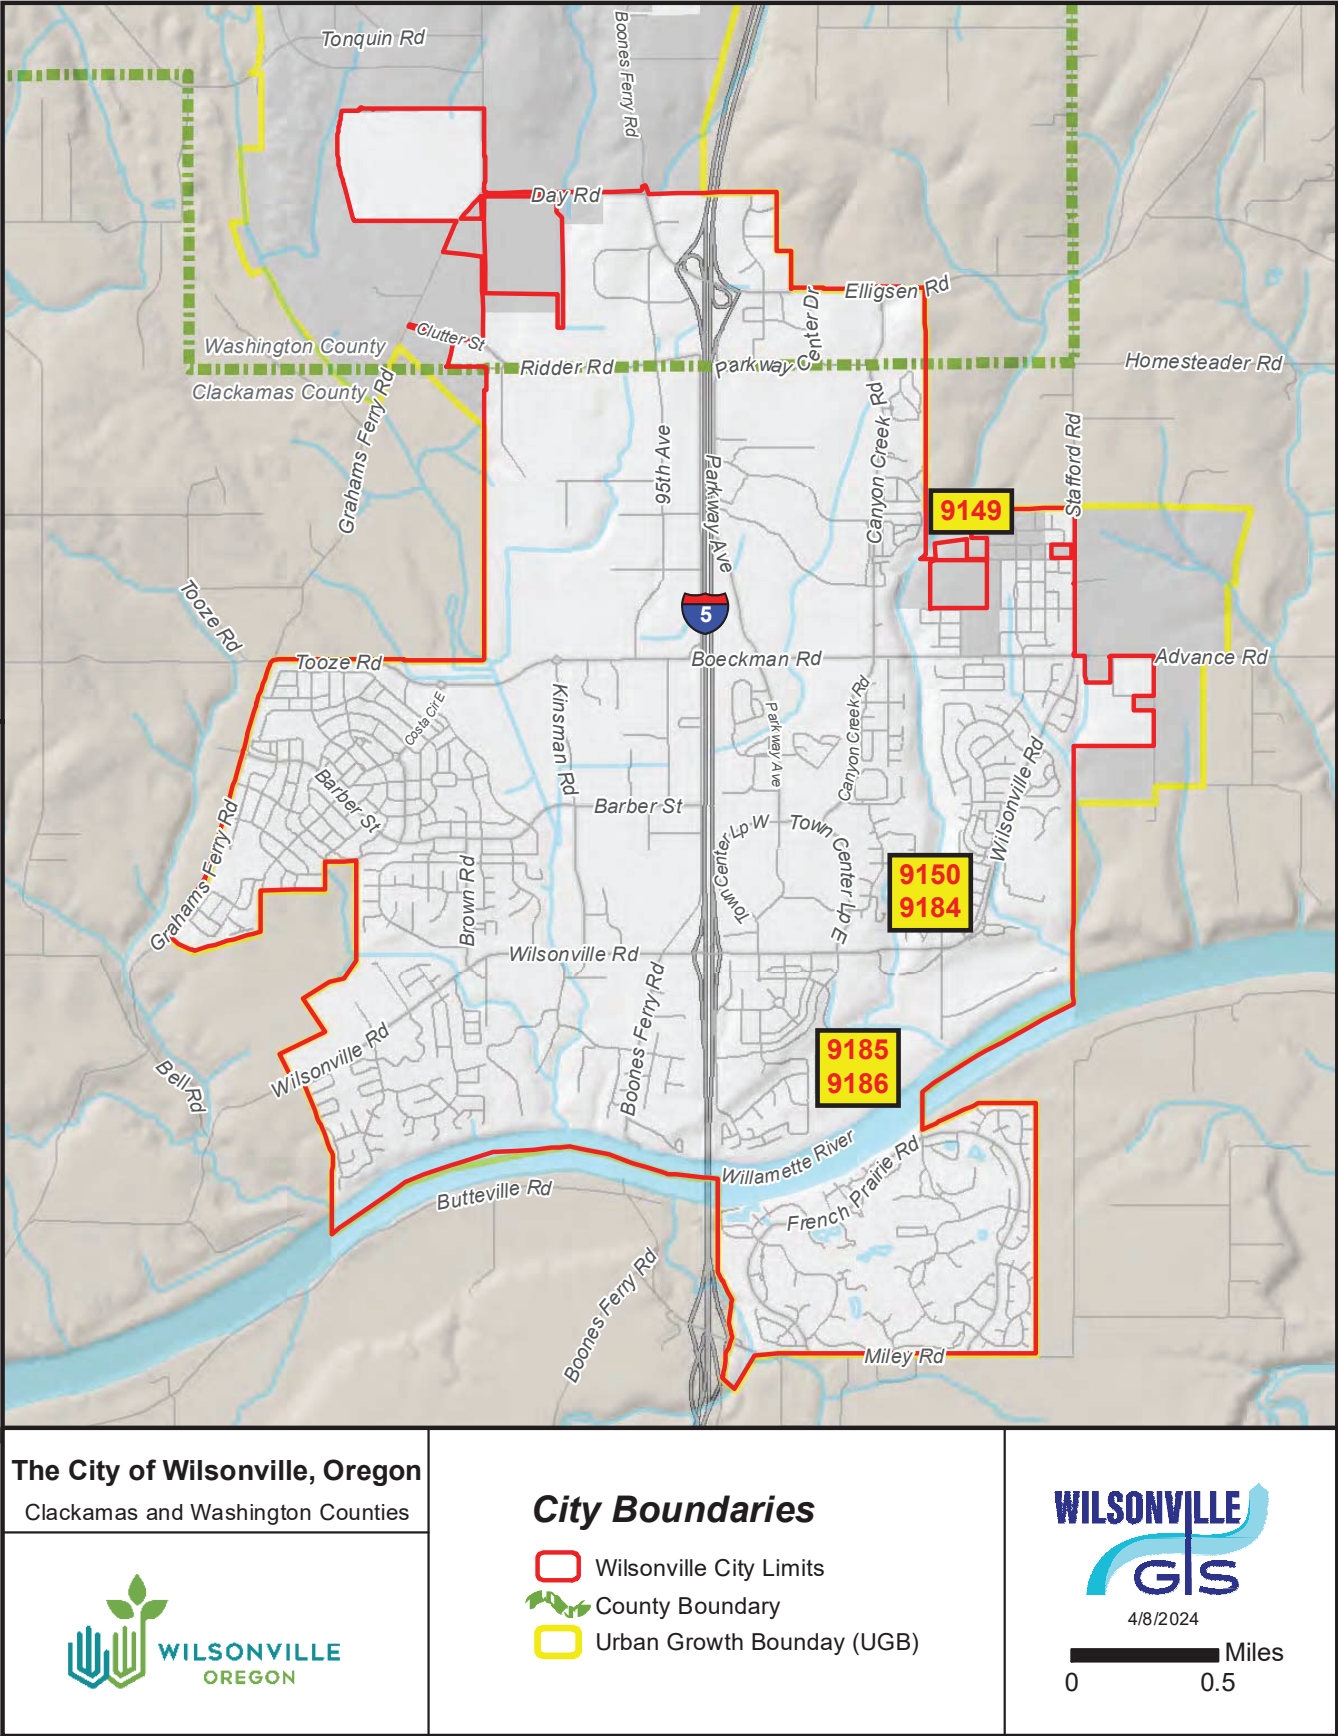 Tonquin Rd
Boones Ferry Rd
Day Rd
Elligsen Rd
Parkway Center Dr
Clutter St
Washington County
Ridder Rd
Homesteader Rd
Clackamas County
Grahams Ferry Rd
95th Ave
Parkway Ave
Canyon Creek Rd
Stafford Rd
9149
5
Tooze Rd
Tooze Rd
Boeckman Rd
Advance Rd
Costa Cir E
Kinsman Rd
Parkway Ave
Canyon Creek Rd
Wilsonville Rd
Barber St
Barber St
Grahams Ferry Rd
Town Center Lp W
Town Center Lp E
9150
9184
Brown Rd
Wilsonville Rd
Boones Ferry Rd
Wilsonville Rd
Bell Rd
9185
9186
Willamette River
French Prairie Rd
Butteville Rd
Boones Ferry Rd
Miley Rd
The City of Wilsonville, Oregon
Clackamas and Washington Counties
WILSONVILLE
OREGON
City Boundaries
Wilsonville City Limits
County Boundary
Urban Growth Bounday (UGB)
WILSONVILLE
GIS
4/8/2024
Miles
0 0.5